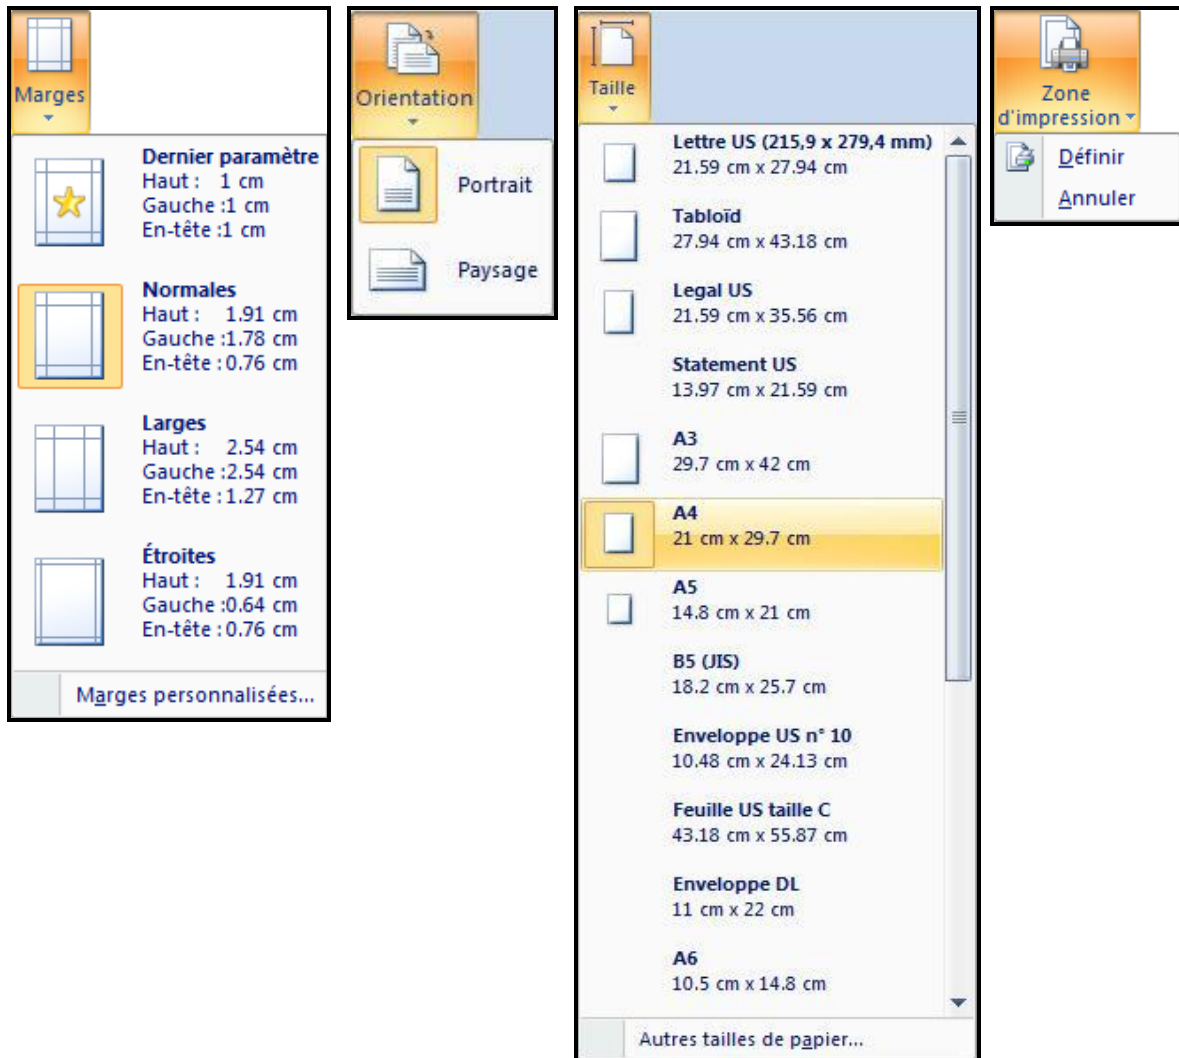 Marges
Dernier paramètre
Haut : 1 cm
Gauche :1 cm
En-tête :1 cm
Normales
Haut : 1.91 cm
Gauche :1.78 cm
En-tête : 0.76 cm
Larges
Haut : 2.54 cm
Gauche :2.54 cm
En-tête : 1.27 cm
Étroites
Haut : 1.91 cm
Gauche :0.64 cm
En-tête : 0.76 cm
Marges personnalisées...
Orientation
Portrait
Paysage
Taille
Lettre US (215,9 x 279,4 mm)
21.59 cm x 27.94 cm
Tabloïd
27.94 cm x 43.18 cm
Legal US
21.59 cm x 35.56 cm
Statement US
13.97 cm x 21.59 cm
A3
29.7 cm x 42 cm
A4
21 cm x 29.7 cm
A5
14.8 cm x 21 cm
B5 (JIS)
18.2 cm x 25.7 cm
Enveloppe US n° 10
10.48 cm x 24.13 cm
Feuille US taille C
43.18 cm x 55.87 cm
Enveloppe DL
11 cm x 22 cm
A6
10.5 cm x 14.8 cm
Autres tailles de papier...
Zone
d'impression
Définir
Annuler